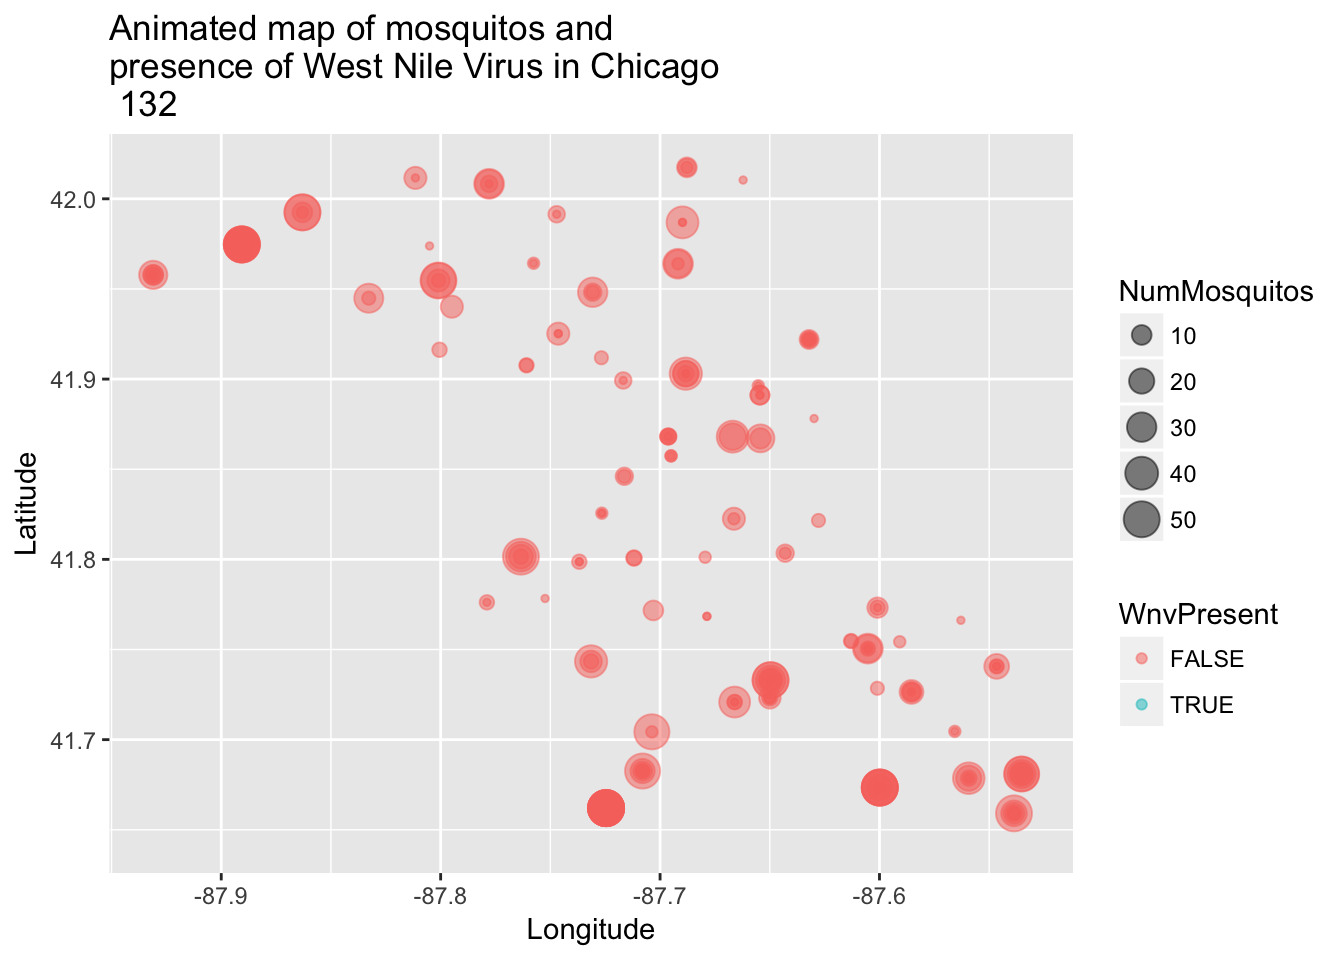 Animated map of mosquitos and
presence of West Nile Virus in Chicago
132
42.0
41.9
41.8
41.7
Latitude
-87.9
-87.8
-87.7
-87.6
Longitude
NumMosquitos
10
20
30
40
50
WnvPresent
FALSE
TRUE